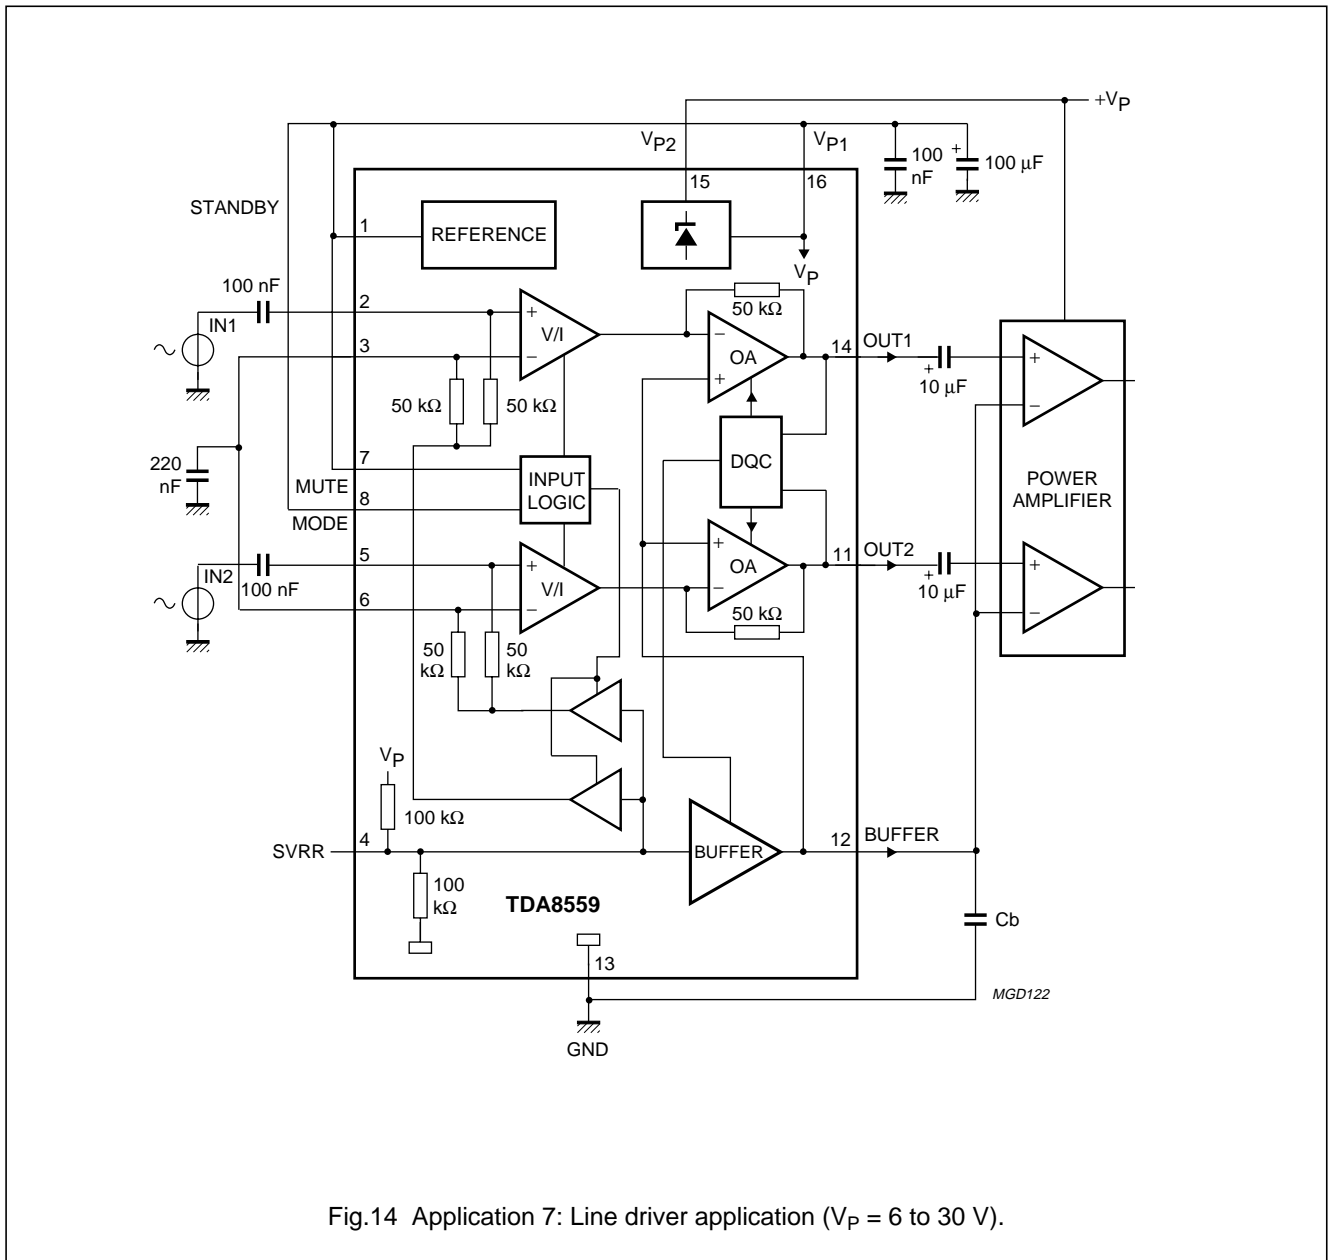 +VP
VP2
VP1
100 nF
100 µF
15
16
STANDBY
1
REFERENCE
VP
100 nF
2
IN1
+
V/I
−
50 kΩ
−
OA
+
14
OUT1
+
10 µF
+
−
3
50 kΩ
50 kΩ
220 nF
7
MUTE
8
MODE
INPUT LOGIC
DQC
POWER AMPLIFIER
5
IN2
100 nF
6
+
V/I
−
+
OA
−
11
OUT2
+
10 µF
+
−
50 kΩ
50 kΩ
50 kΩ
VP
100 kΩ
4
SVRR
BUFFER
12
BUFFER
100 kΩ
TDA8559
Cb
13
MGD122
GND
Fig.14 Application 7: Line driver application (VP = 6 to 30 V).